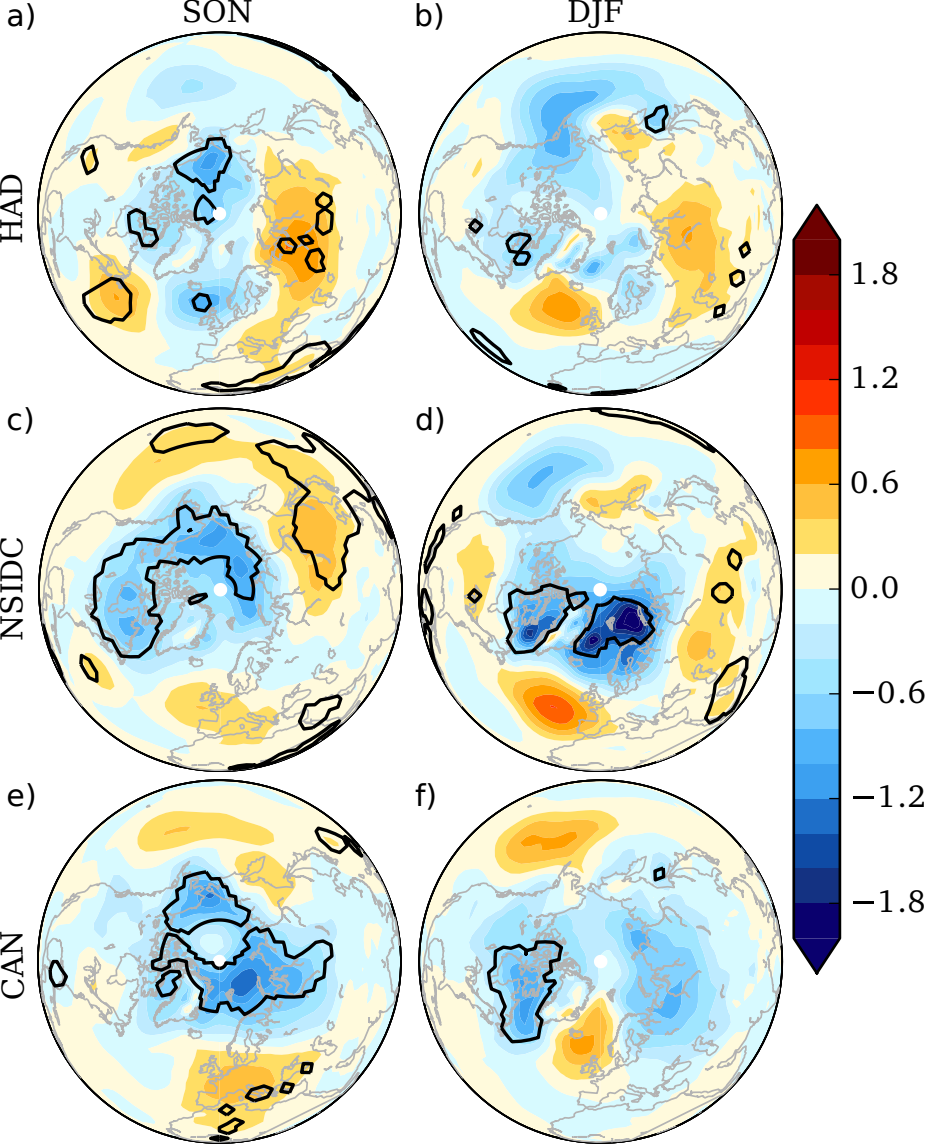 a) SON
b) DJF
HAD
c)
d)
NSIDC
e)
f)
CAN
1.8
1.2
0.6
0.0
−0.6
−1.2
−1.8